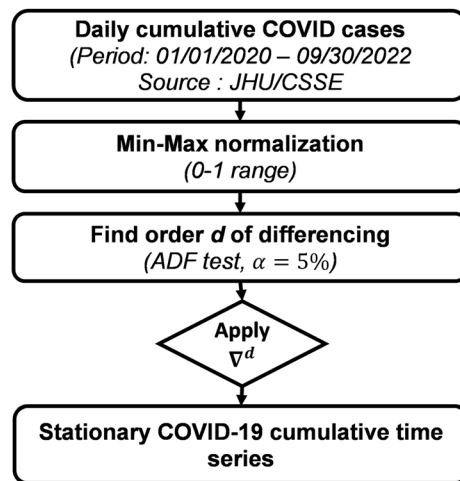 Daily cumulative COVID cases
(Period: 01/01/2020 – 09/30/2022
Source : JHU/CSSE
Min-Max normalization
(0-1 range)
Find order d of differencing
(ADF test, α = 5%)
Apply
∇^d
Stationary COVID-19 cumulative time
series